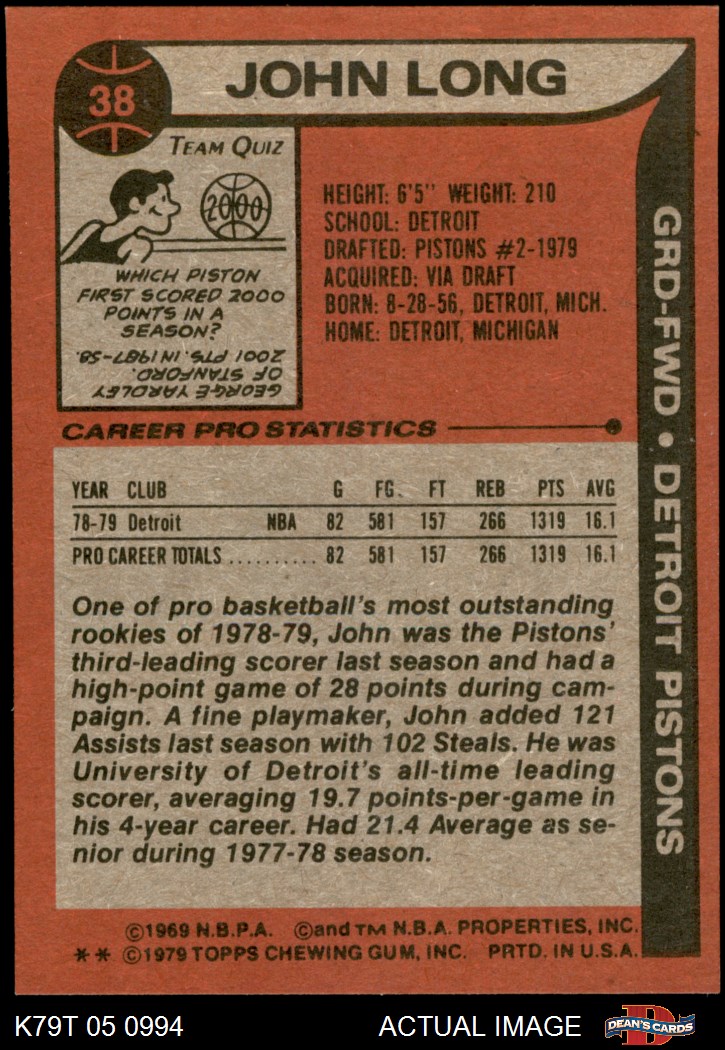 38
JOHN LONG
TEAM QUIZ
2000
WHICH PISTON
FIRST SCORED 2000
POINTS IN A
SEASON?
GEORGE YARDLEY
OF STANFORD.
2001 PTS. IN 1957-58.
HEIGHT: 6'5" WEIGHT: 210
SCHOOL: DETROIT
DRAFTED: PISTONS #2-1979
ACQUIRED: VIA DRAFT
BORN: 8-28-56, DETROIT, MICH.
HOME: DETROIT, MICHIGAN
GRD-FWD • DETROIT PISTONS
CAREER PRO STATISTICS
YEAR CLUB G FG FT REB PTS AVG
78-79 Detroit NBA 82 581 157 266 1319 16.1
PRO CAREER TOTALS .......... 82 581 157 266 1319 16.1
One of pro basketball's most outstanding
rookies of 1978-79, John was the Pistons'
third-leading scorer last season and had a
high-point game of 28 points during cam-
paign. A fine playmaker, John added 121
Assists last season with 102 Steals. He was
University of Detroit's all-time leading
scorer, averaging 19.7 points-per-game in
his 4-year career. Had 21.4 Average as se-
nior during 1977-78 season.
©1969 N.B.P.A. ©and TM N.B.A. PROPERTIES, INC.
** ©1979 TOPPS CHEWING GUM, INC. PRTD. IN U.S.A.
K79T 05 0994
ACTUAL IMAGE
D
DEAN'S CARDS